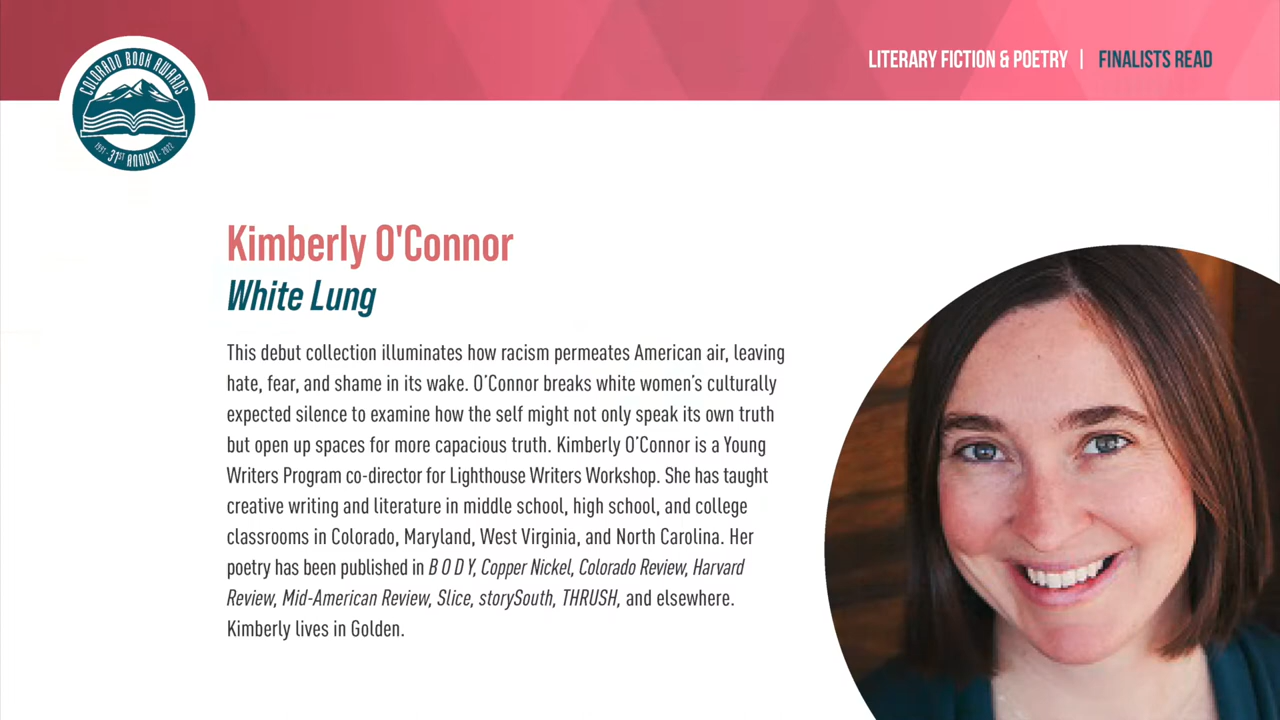 COLORADO BOOK AWARDS
1991 - 31ST ANNUAL - 2022
LITERARY FICTION & POETRY | FINALISTS READ
Kimberly O'Connor
White Lung
This debut collection illuminates how racism permeates American air, leaving
hate, fear, and shame in its wake. O’Connor breaks white women’s culturally
expected silence to examine how the self might not only speak its own truth
but open up spaces for more capacious truth. Kimberly O’Connor is a Young
Writers Program co-director for Lighthouse Writers Workshop. She has taught
creative writing and literature in middle school, high school, and college
classrooms in Colorado, Maryland, West Virginia, and North Carolina. Her
poetry has been published in B O D Y, Copper Nickel, Colorado Review, Harvard
Review, Mid-American Review, Slice, storySouth, THRUSH, and elsewhere.
Kimberly lives in Golden.